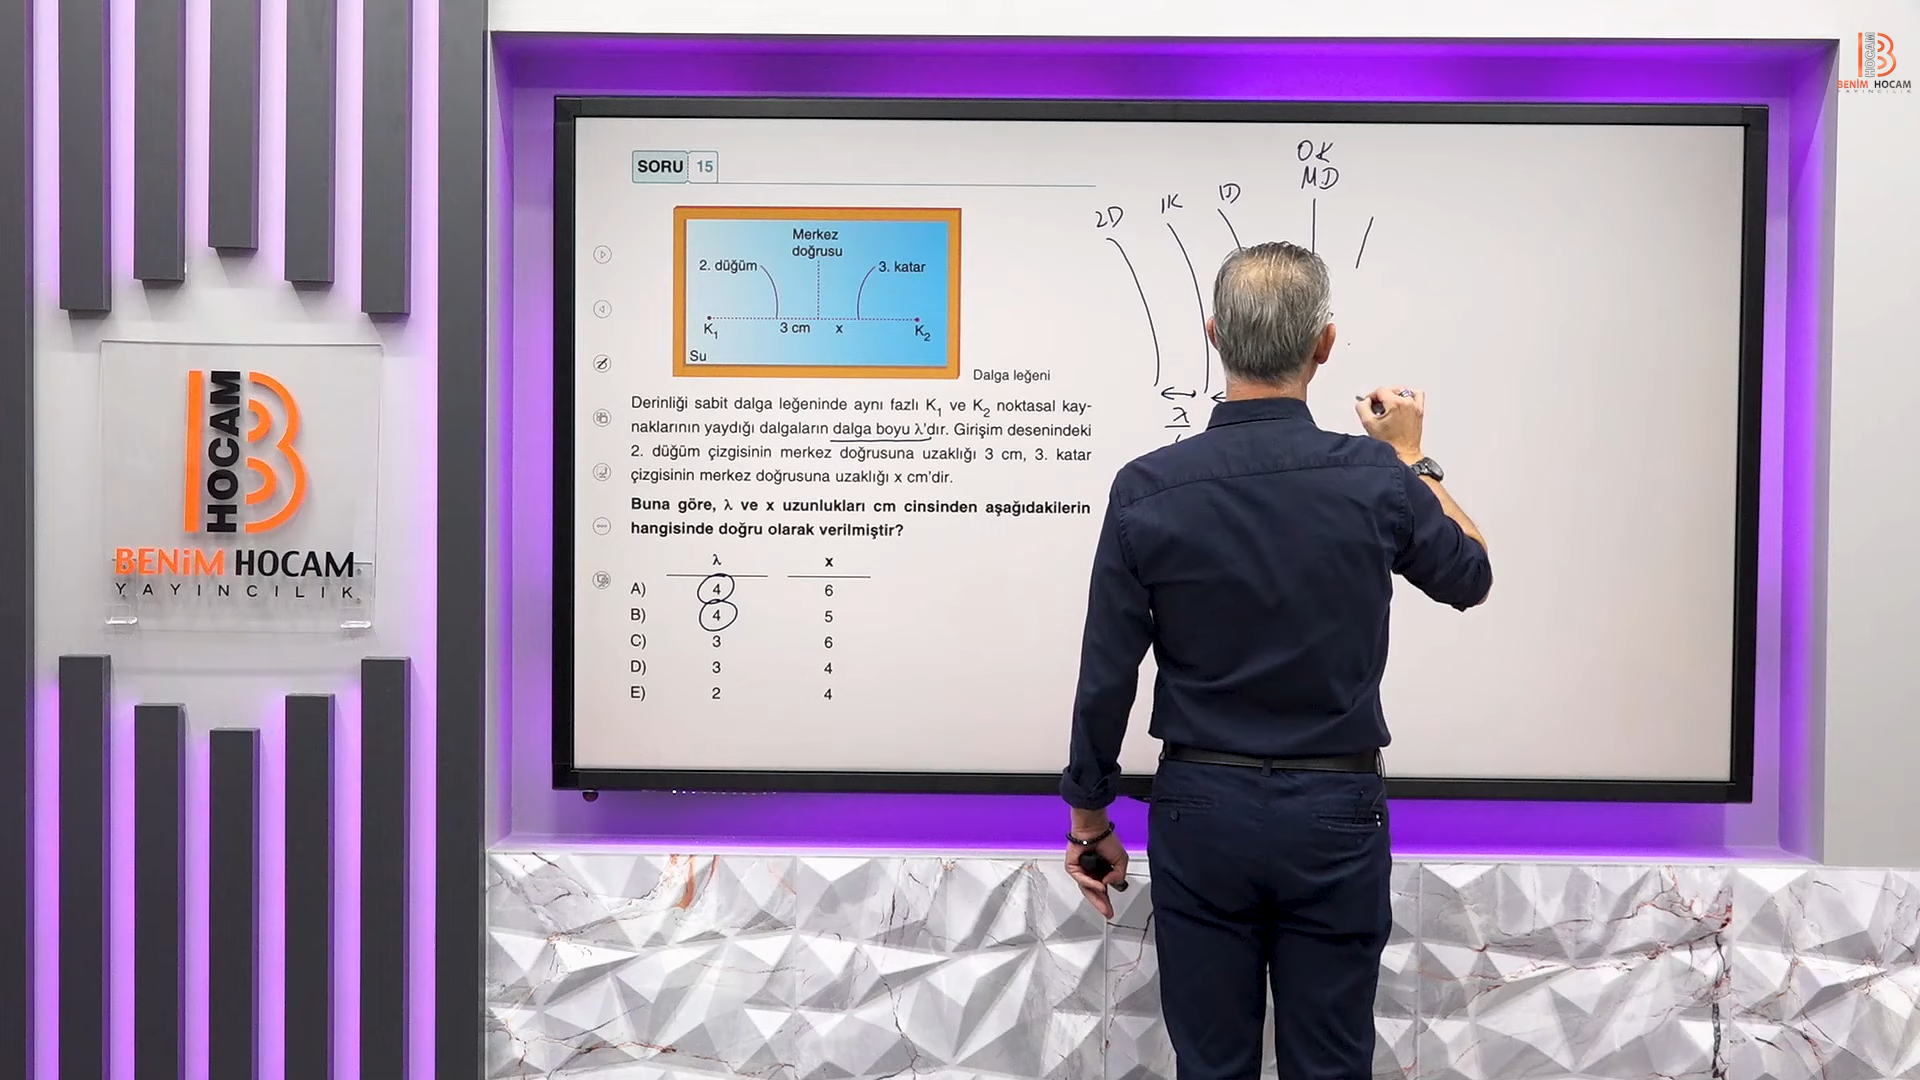 HOCAM
BENİM HOCAM
YAYINCILIK
HOCAM
BENİM HOCAM
YAYINCILIK
SORU 15
Merkez
doğrusu
2. düğüm
3. katar
K₁
3 cm
x
K₂
Su
Dalga leğeni
Derinliği sabit dalga leğeninde aynı fazlı K₁ ve K₂ noktasal kay-
naklarının yaydığı dalgaların dalga boyu λ'dır. Girişim desenindeki
2. düğüm çizgisinin merkez doğrusuna uzaklığı 3 cm, 3. katar
çizgisinin merkez doğrusuna uzaklığı x cm'dir.
Buna göre, λ ve x uzunlukları cm cinsinden aşağıdakilerin
hangisinde doğru olarak verilmiştir?
λ x
A) 4 6
B) 4 5
C) 3 6
D) 3 4
E) 2 4
OK
MD
2D
1K
1D
λ